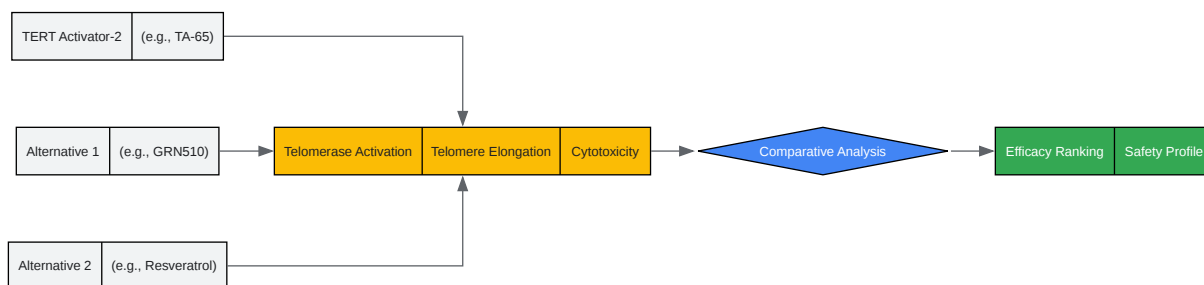 TERT Activator-2 (e.g., TA-65)
Alternative 1 (e.g., GRN510)
Telomerase Activation Telomere Elongation Cytotoxicity
Comparative Analysis
Efficacy Ranking Safety Profile
Alternative 2 (e.g., Resveratrol)